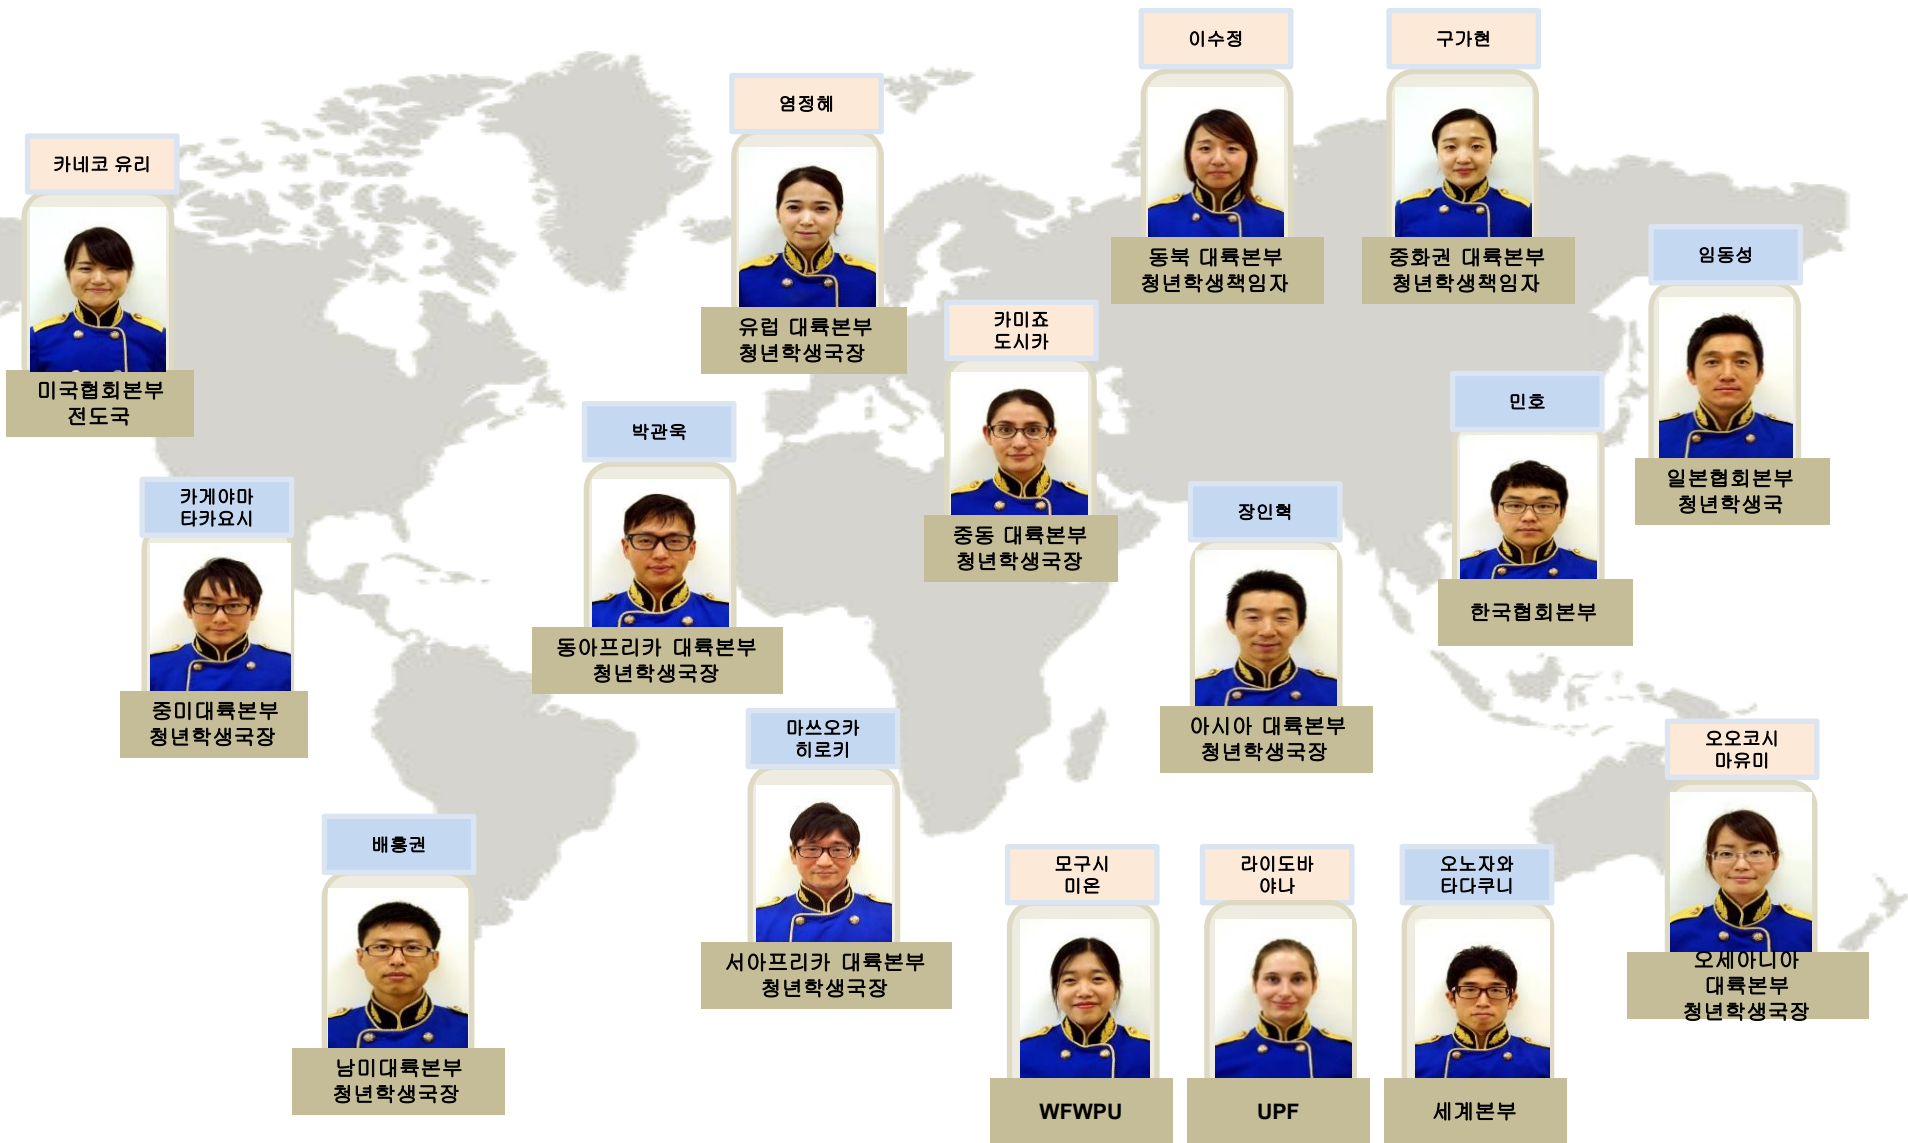 이수정
동북 대륙본부
청년학생책임자
구가현
중화권 대륙본부
청년학생책임자
염정혜
유럽 대륙본부
청년학생국장
카네코 유리
미국협회본부
전도국
임동성
일본협회본부
청년학생국
카미죠
도시카
중동 대륙본부
청년학생국장
민호
한국협회본부
박관욱
동아프리카 대륙본부
청년학생국장
카게야마
타카요시
중미대륙본부
청년학생국장
장인혁
아시아 대륙본부
청년학생국장
마쓰오카
히로키
서아프리카 대륙본부
청년학생국장
오오코시
마유미
오세아니아
대륙본부
청년학생국장
배흥권
남미대륙본부
청년학생국장
모구시
미온
WFWPU
라이도바
야나
UPF
오노자와
타다쿠니
세계본부